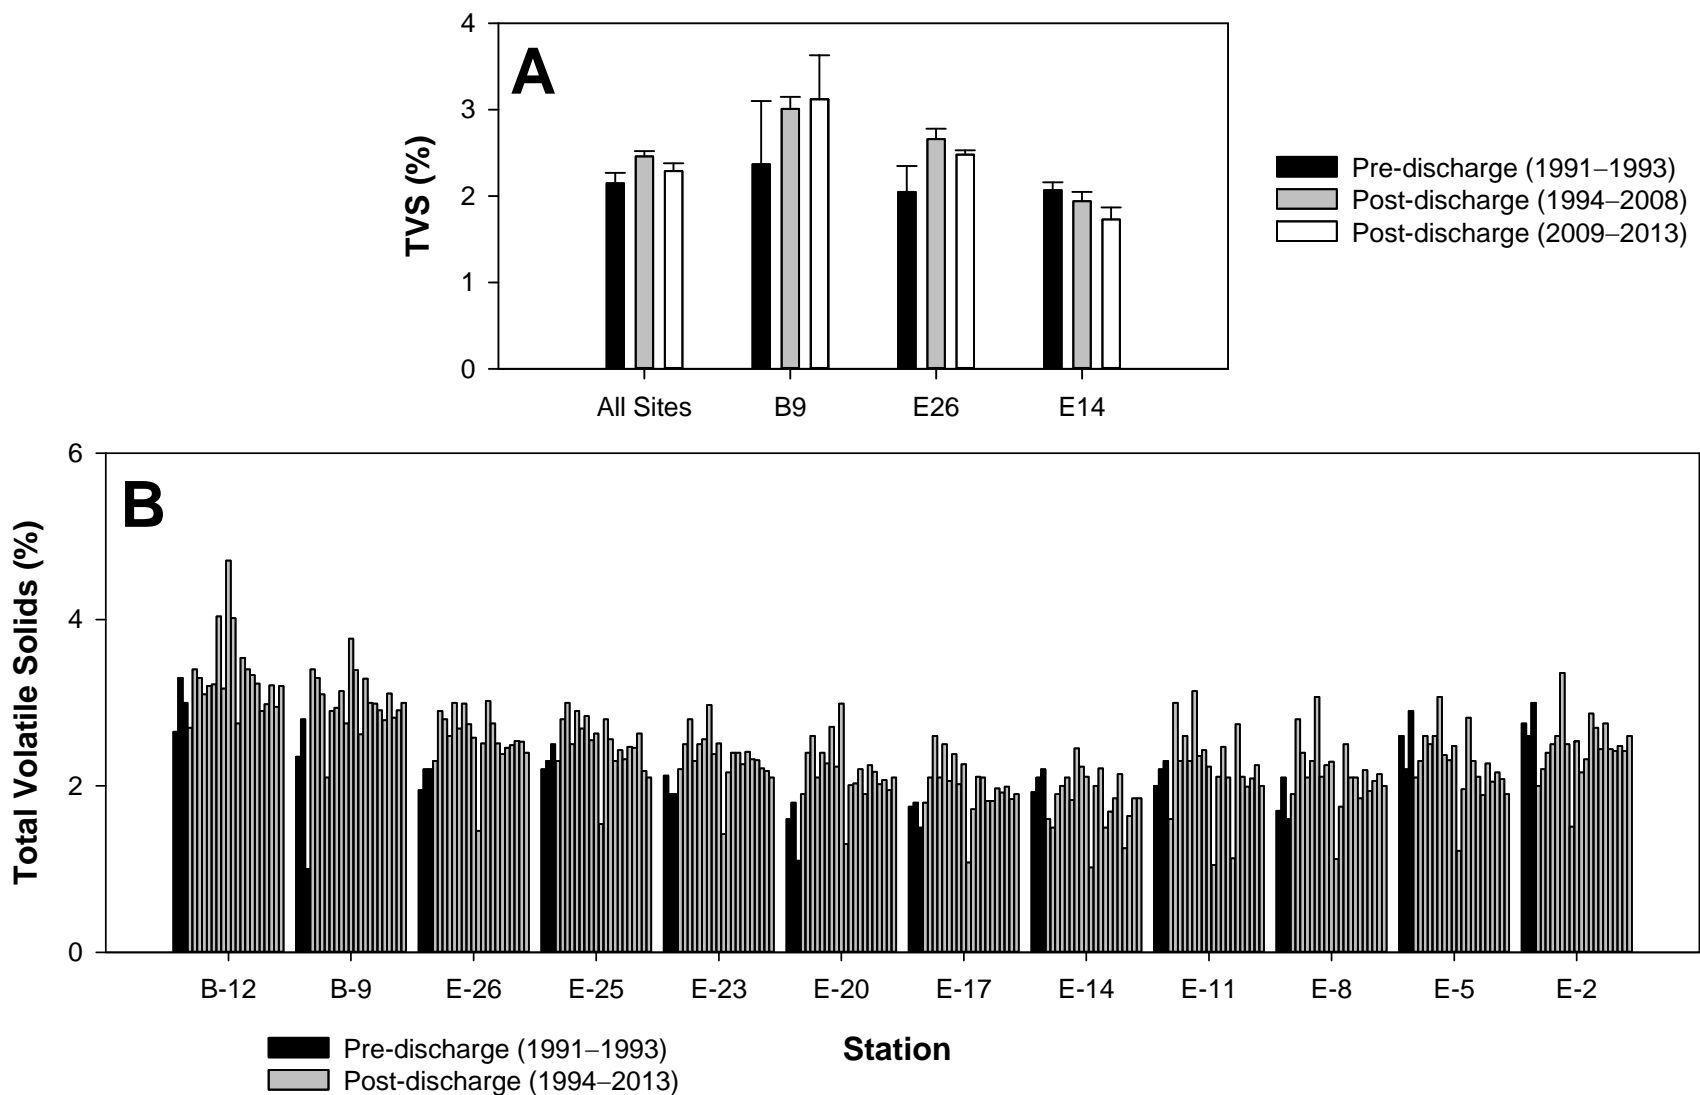 A
TVS (%)
4
3
2
1
0
All Sites B9 E26 E14
Pre-discharge (1991–1993)
Post-discharge (1994–2008)
Post-discharge (2009–2013)
B
Total Volatile Solids (%)
6
4
2
0
B-12 B-9 E-26 E-25 E-23 E-20 E-17 E-14 E-11 E-8 E-5 E-2
Station
Pre-discharge (1991–1993)
Post-discharge (1994–2013)